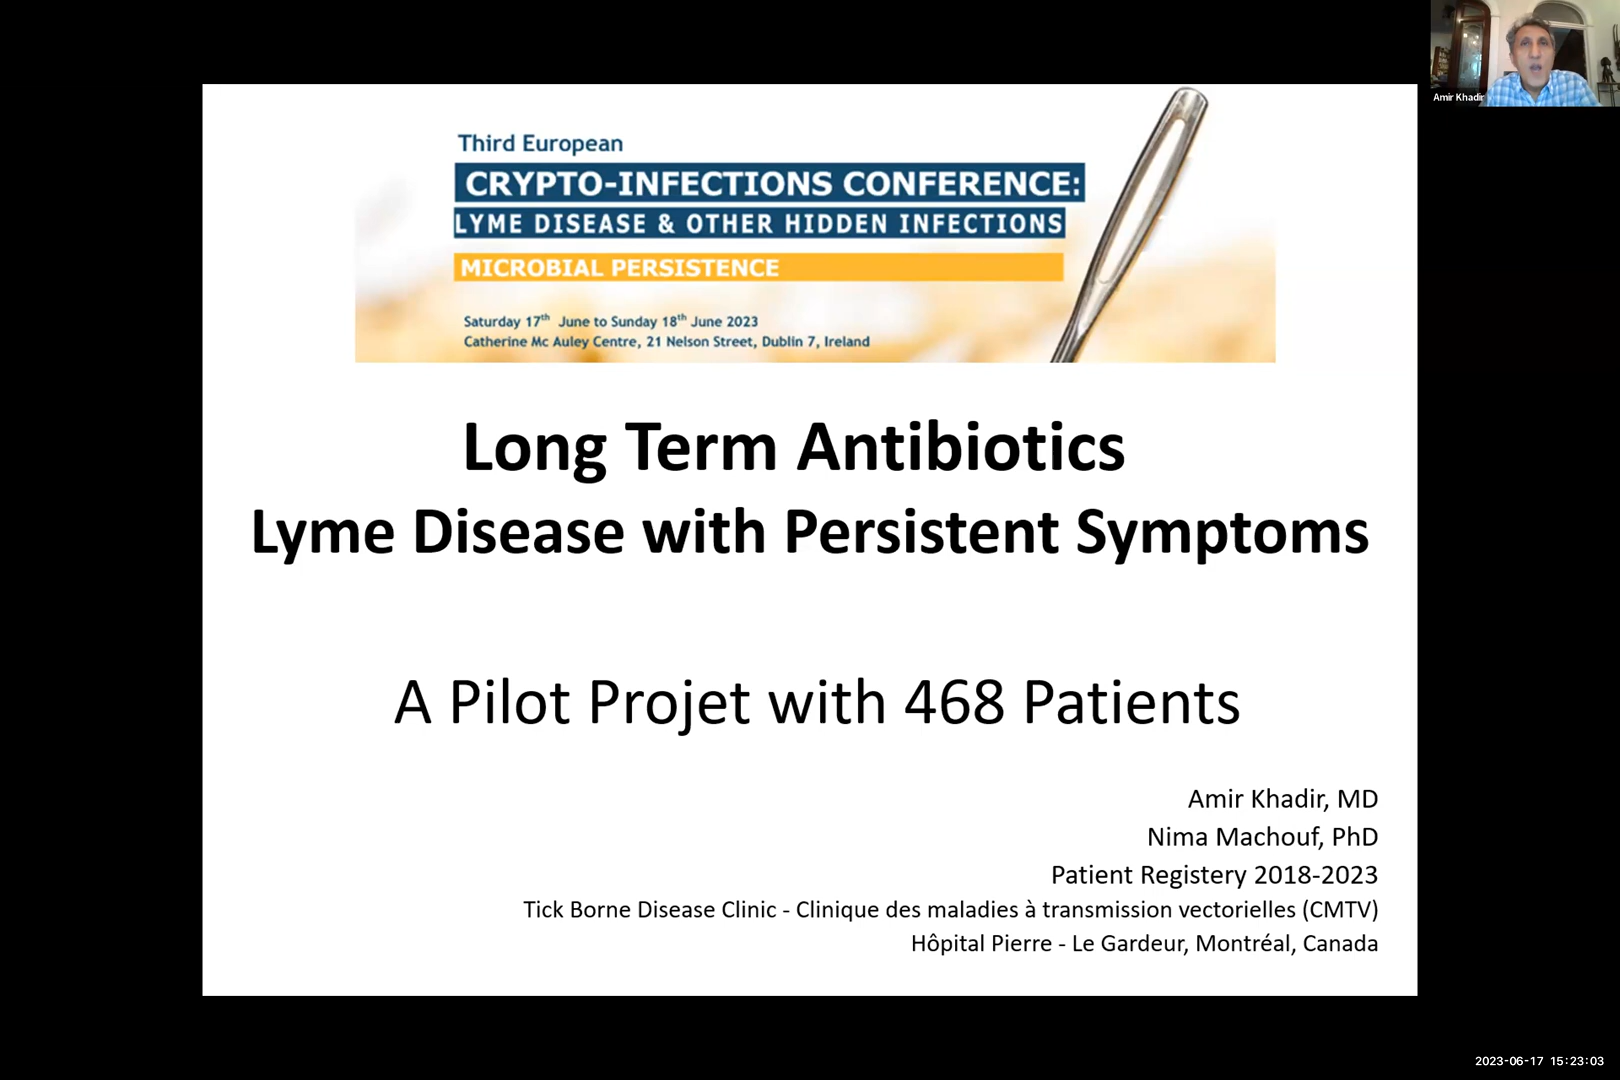 Amir Khadir
Third European
CRYPTO-INFECTIONS CONFERENCE:
LYME DISEASE & OTHER HIDDEN INFECTIONS
MICROBIAL PERSISTENCE
Saturday 17th June to Sunday 18th June 2023
Catherine Mc Auley Centre, 21 Nelson Street, Dublin 7, Ireland
Long Term Antibiotics
Lyme Disease with Persistent Symptoms
A Pilot Projet with 468 Patients
Amir Khadir, MD
Nima Machouf, PhD
Patient Registery 2018-2023
Tick Borne Disease Clinic - Clinique des maladies à transmission vectorielles (CMTV)
Hôpital Pierre - Le Gardeur, Montréal, Canada
2023-06-17 15:23:03